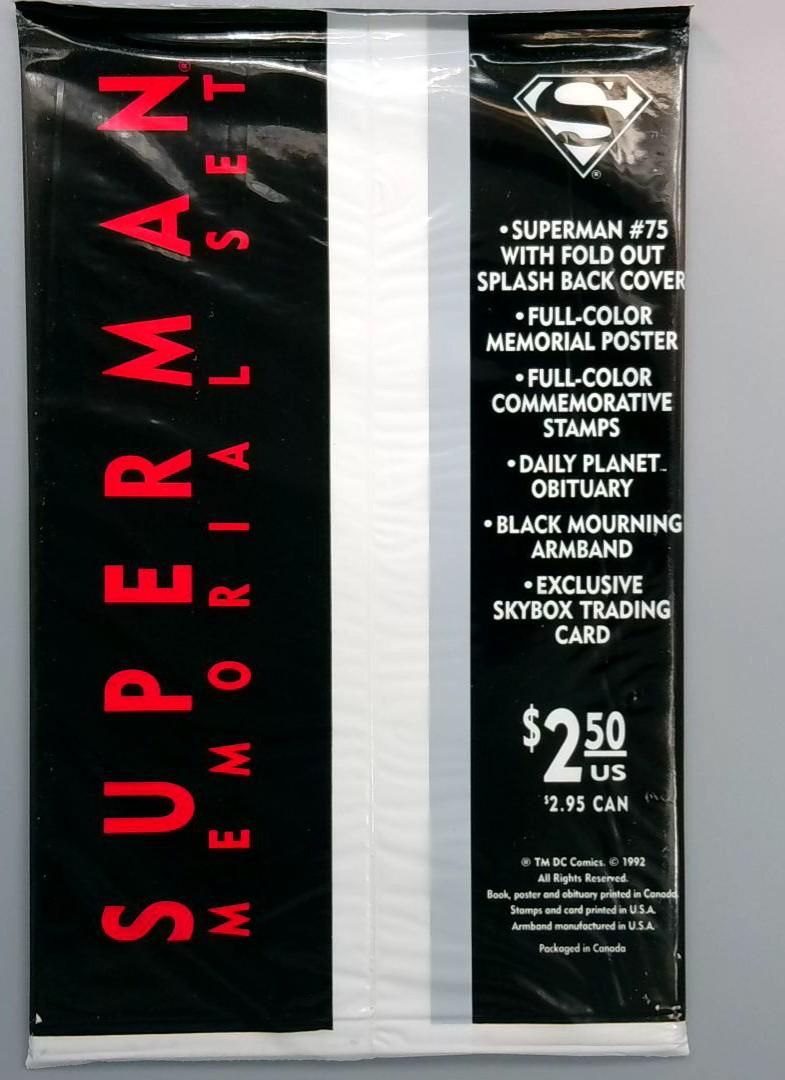 SUPERMAN®
MEMORIAL SET
S
®
• SUPERMAN #75
WITH FOLD OUT
SPLASH BACK COVER
• FULL-COLOR
MEMORIAL POSTER
• FULL-COLOR
COMMEMORATIVE
STAMPS
• DAILY PLANET™
OBITUARY
• BLACK MOURNING
ARMBAND
• EXCLUSIVE
SKYBOX TRADING
CARD
$2.50
US
$2.95 CAN
® TM DC Comics. © 1992
All Rights Reserved.
Book, poster and obituary printed in Canada.
Stamps and card printed in U.S.A.
Armband manufactured in U.S.A.
Packaged in Canada